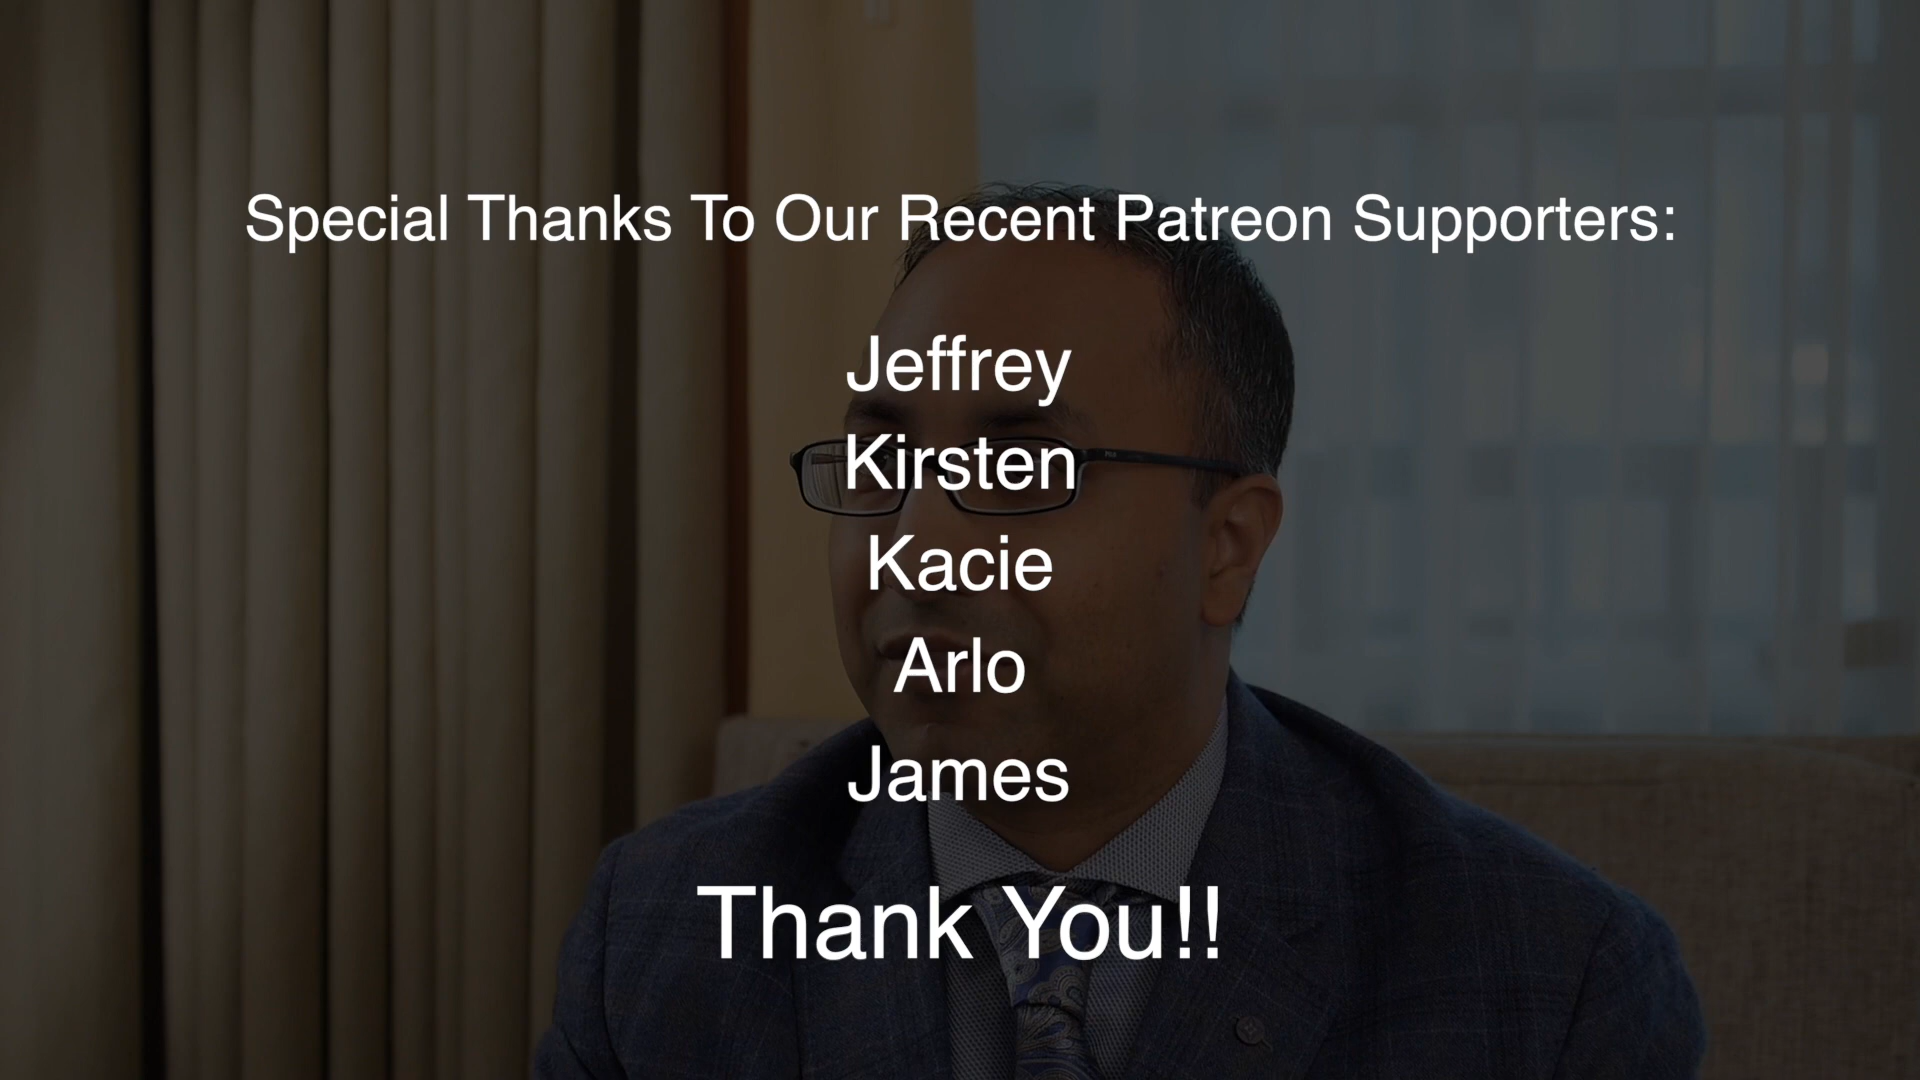 Special Thanks To Our Recent Patreon Supporters:
Jeffrey
Kirsten
Kacie
Arlo
James
Thank You!!